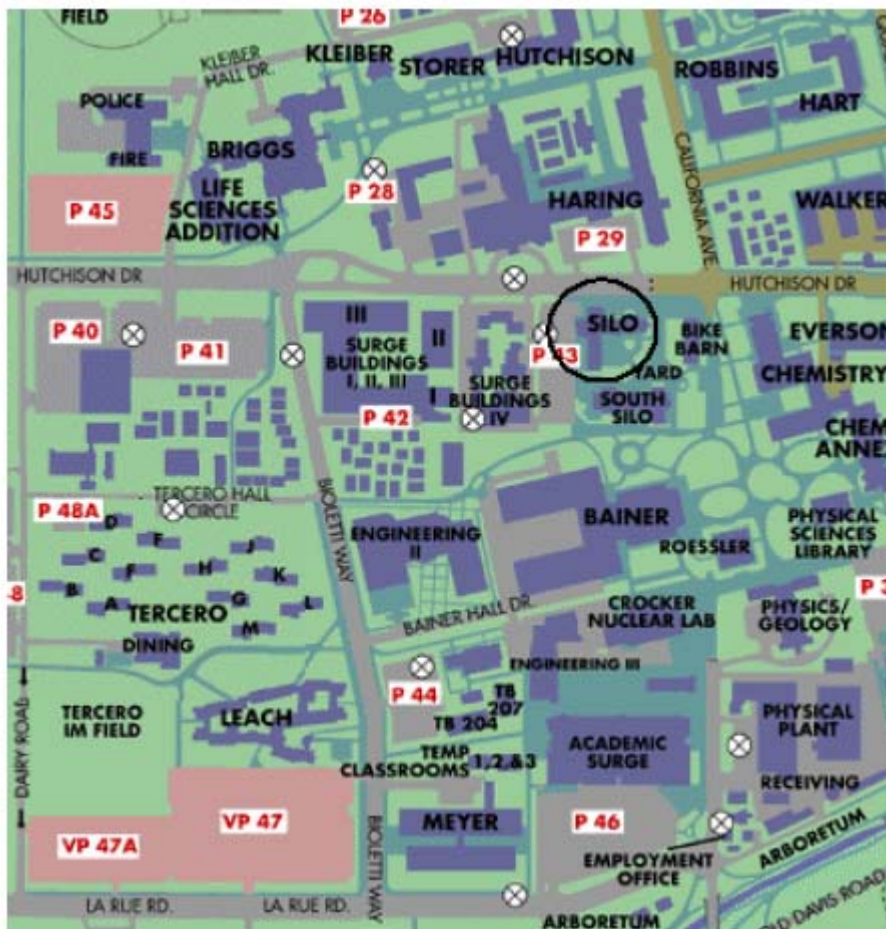 FIELD
P 26
KLEIBER
HALL DR.
KLEIBER
STORER
HUTCHISON
ROBBINS
HART
POLICE
FIRE
BRIGGS
P 28
P 45
LIFE
SCIENCES
ADDITION
HARING
P 29
CALIFORNIA AVE.
WALKER
HUTCHISON DR
HUTCHISON DR
P 40
P 41
III
II
SURGE
BUILDINGS
I, II, III
I
P 42
SURGE
BUILDINGS
IV
P 43
SILO
BIKE
BARN
YARD
SOUTH
SILO
EVERSON
CHEMISTRY
CHEM
ANNEX
P 48A
TERCERO HALL
CIRCLE
D
F
J
C
F
H
K
B
A
G
L
M
TERCERO
DINING
BIOLETTI WAY
ENGINEERING
II
BAINER
ROESSLER
PHYSICAL
SCIENCES
LIBRARY
BAINER HALL DR.
CROCKER
NUCLEAR LAB
PHYSICS/
GEOLOGY
P 3
8
ENGINEERING III
P 44
TB
207
TB 204
TEMP
CLASSROOMS
1,2 &3
DAIRY ROAD
TERCERO
IM FIELD
LEACH
ACADEMIC
SURGE
PHYSICAL
PLANT
RECEIVING
VP 47
VP 47A
BIOLETTI WAY
MEYER
P 46
EMPLOYMENT
OFFICE
ARBORETUM
LA RUE RD.
LA RUE RD.
ARBORETUM
OLD DAVIS ROAD